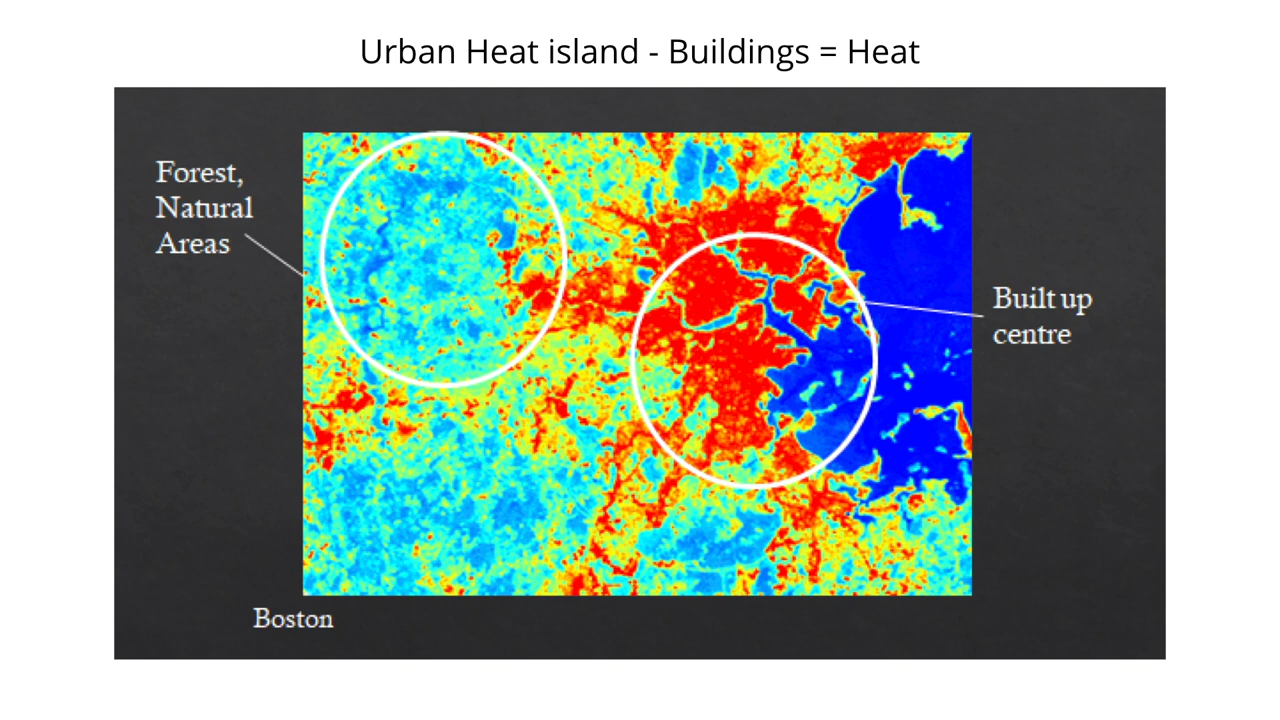 Urban Heat island - Buildings = Heat
Forest,
Natural
Areas
Built up
centre
Boston